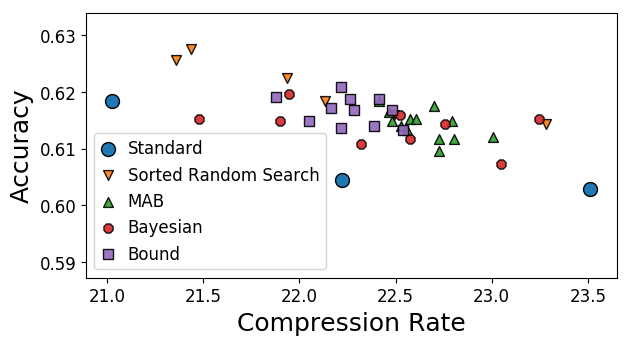 0.63
0.62
0.61
0.60
0.59
Accuracy
Standard
Sorted Random Search
MAB
Bayesian
Bound
21.0 21.5 22.0 22.5 23.0 23.5
Compression Rate